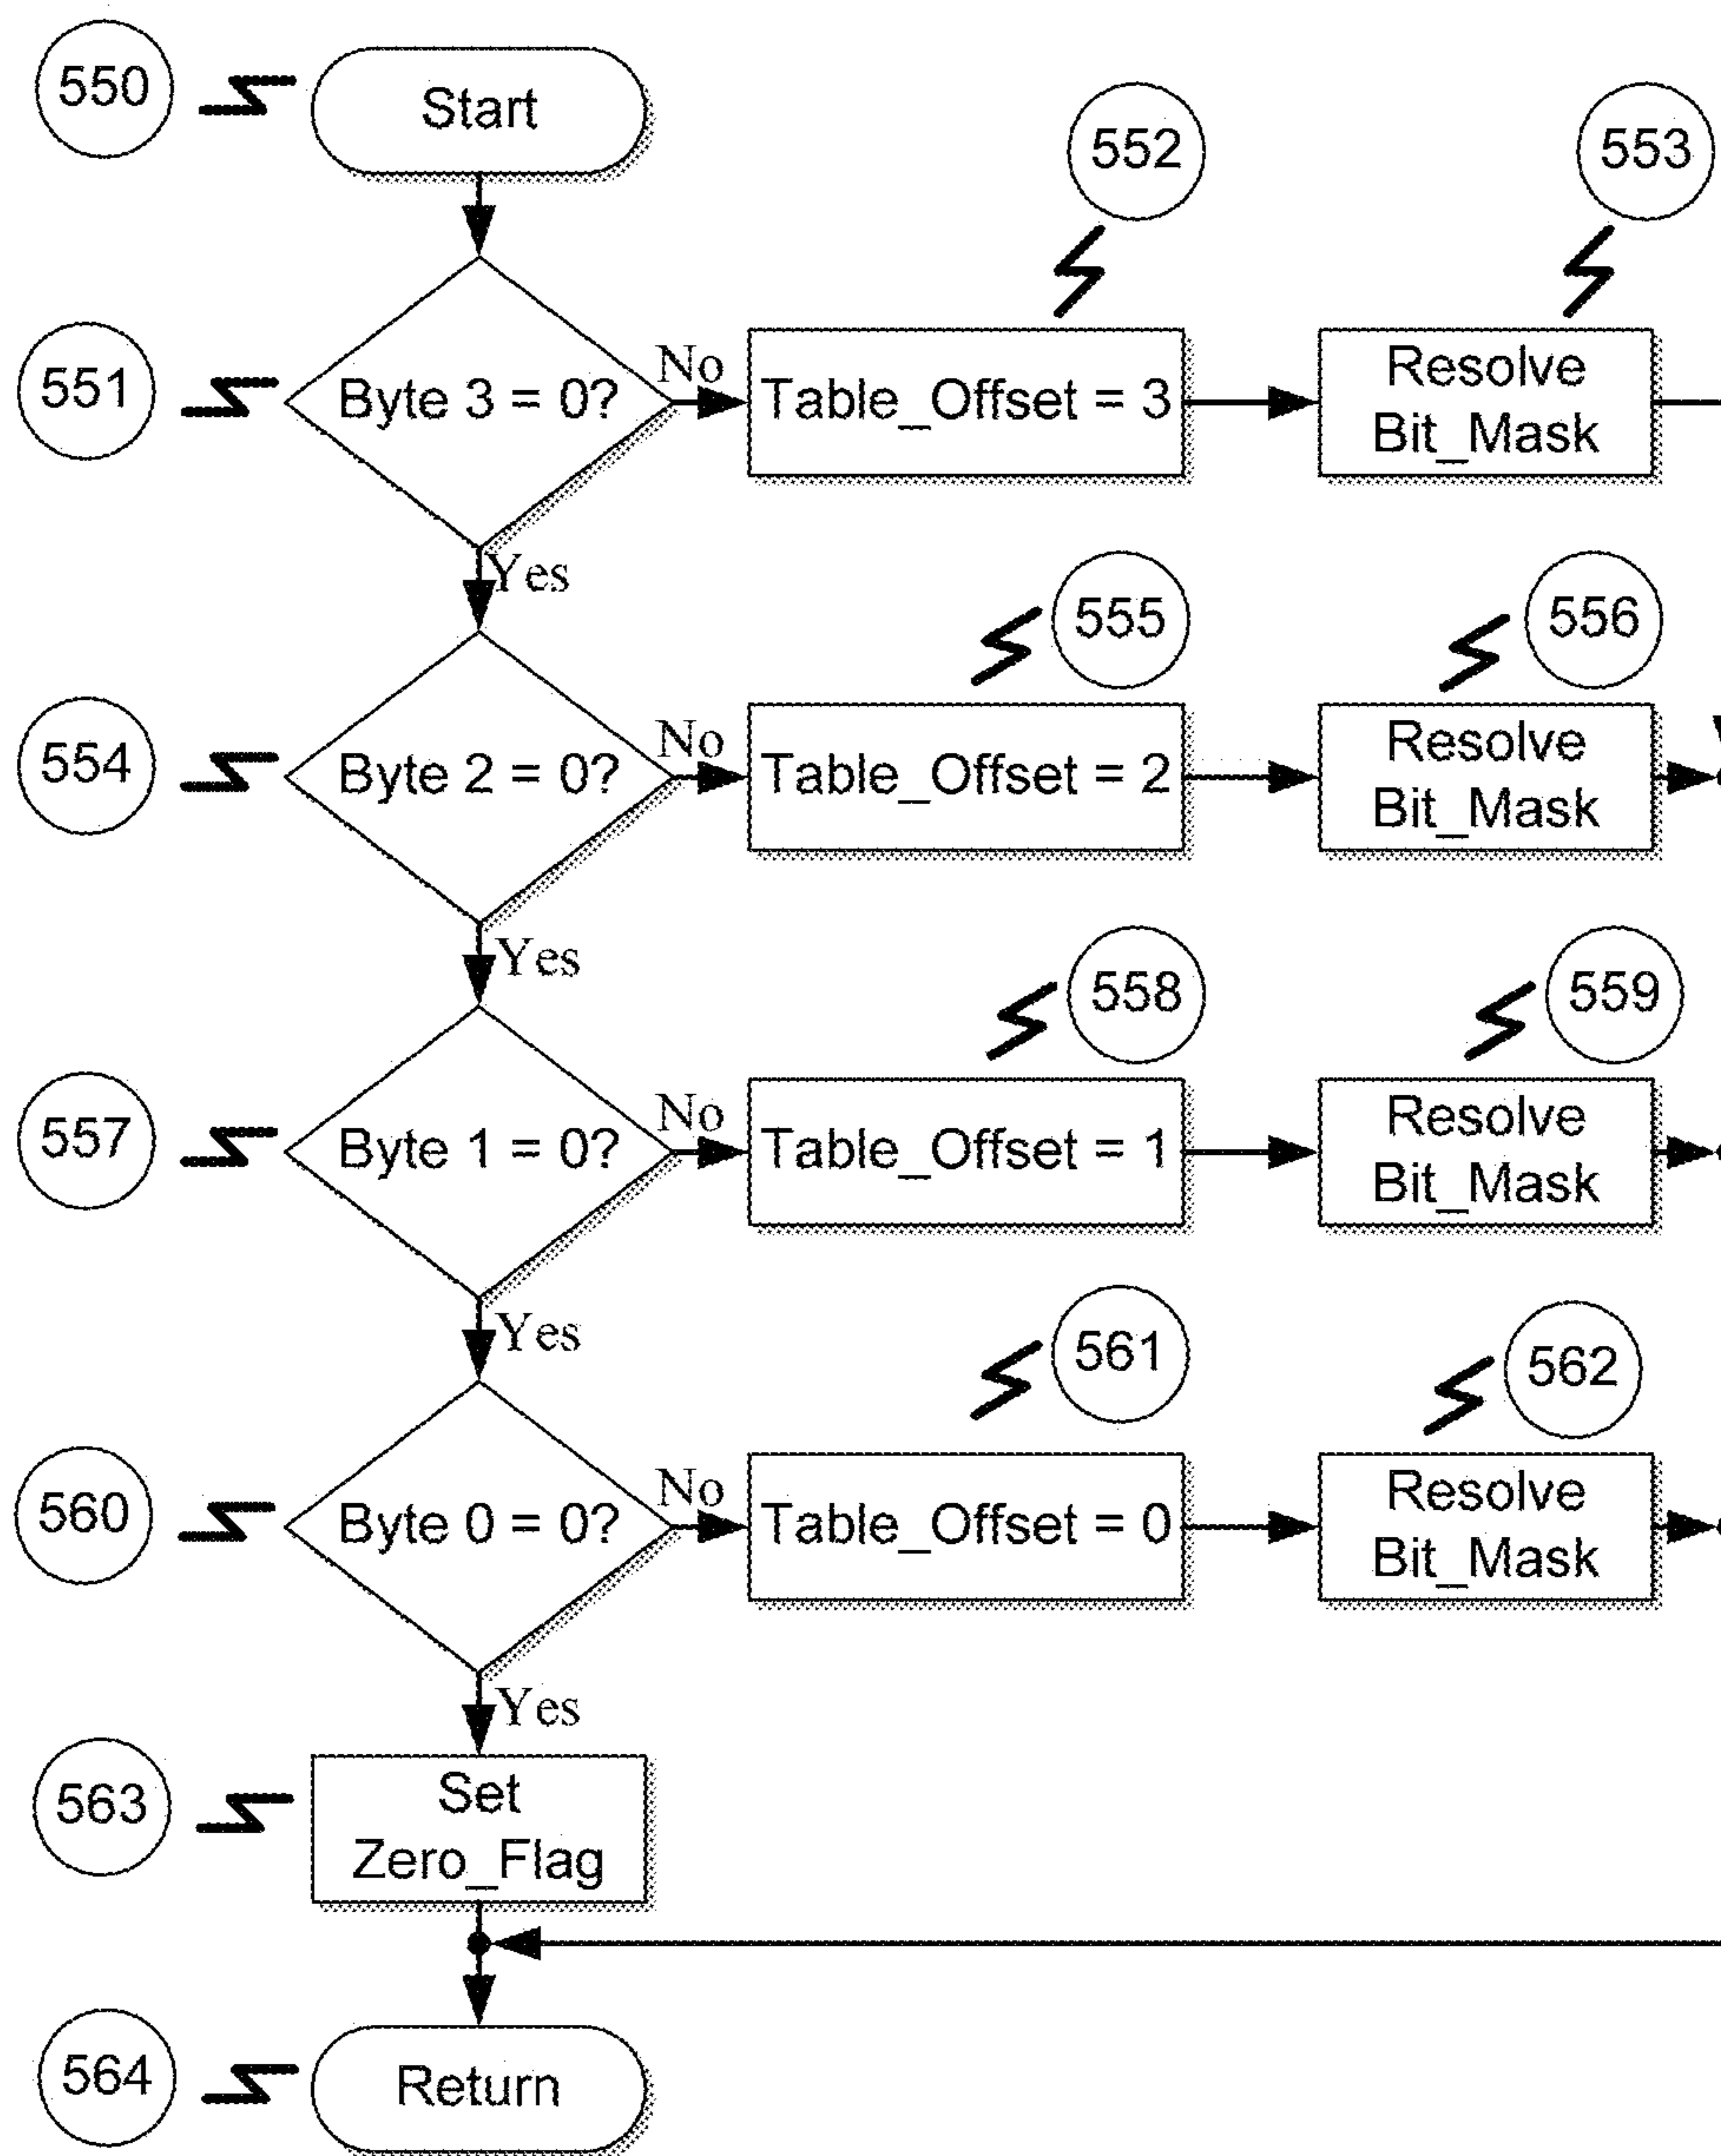 550
Start
552
553
551
Byte 3 = 0?
No
Table_Offset = 3
Resolve
Bit_Mask
Yes
555
556
554
Byte 2 = 0?
No
Table_Offset = 2
Resolve
Bit_Mask
Yes
558
559
557
Byte 1 = 0?
No
Table_Offset = 1
Resolve
Bit_Mask
Yes
561
562
560
Byte 0 = 0?
No
Table_Offset = 0
Resolve
Bit_Mask
Yes
563
Set
Zero_Flag
564
Return